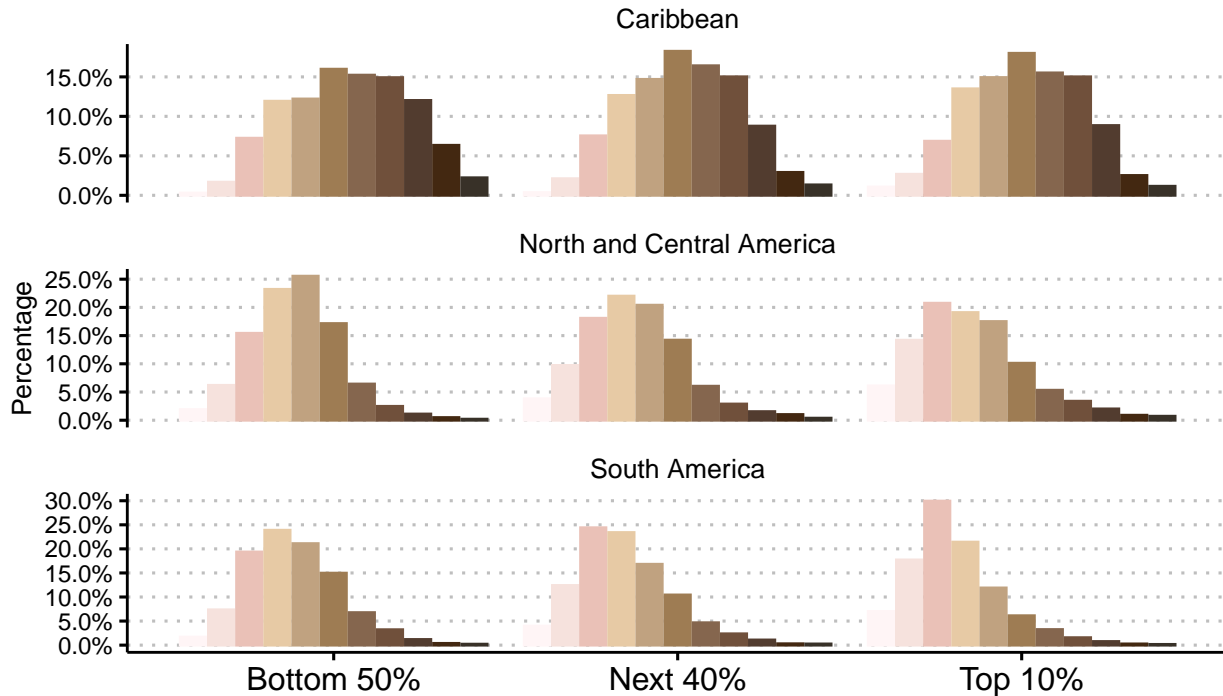 Caribbean
15.0%
10.0%
5.0%
0.0%
North and Central America
25.0%
20.0%
15.0%
10.0%
5.0%
0.0%
Percentage
South America
30.0%
25.0%
20.0%
15.0%
10.0%
5.0%
0.0%
Bottom 50%
Next 40%
Top 10%